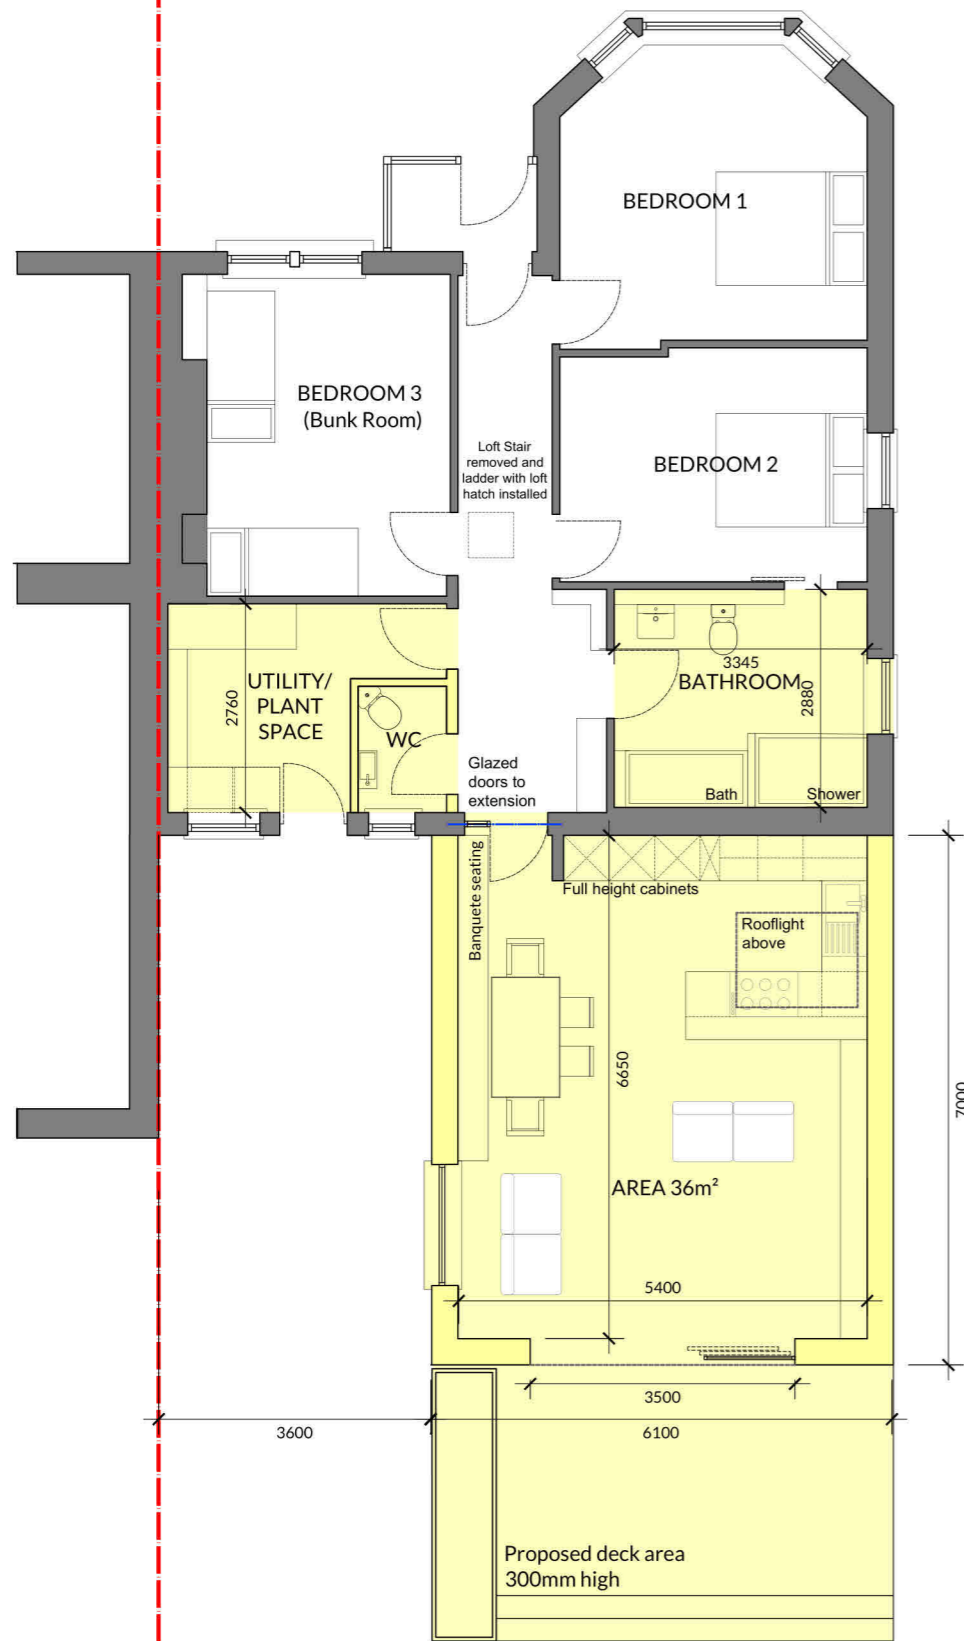 BEDROOM 1
BEDROOM 3
(Bunk Room)
Loft Stair
removed and
ladder with loft
hatch installed
BEDROOM 2
UTILITY/
PLANT
SPACE
2760
WC
3345
BATHROOM
2880
Bath
Shower
Glazed
doors to
extension
Banquete seating
Full height cabinets
Rooflight
above
6650
7000
AREA 36m²
5400
3500
3600
6100
Proposed deck area
300mm high